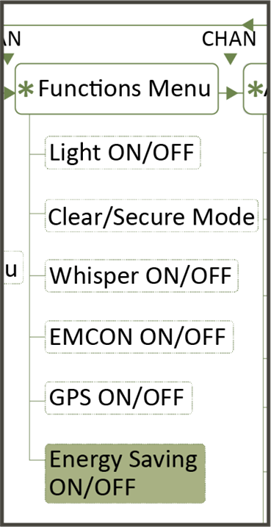 AN CHAN
* Functions Menu *A
Light ON/OFF
Clear/Secure Mode
u Whisper ON/OFF
EMCON ON/OFF
GPS ON/OFF
Energy Saving
ON/OFF